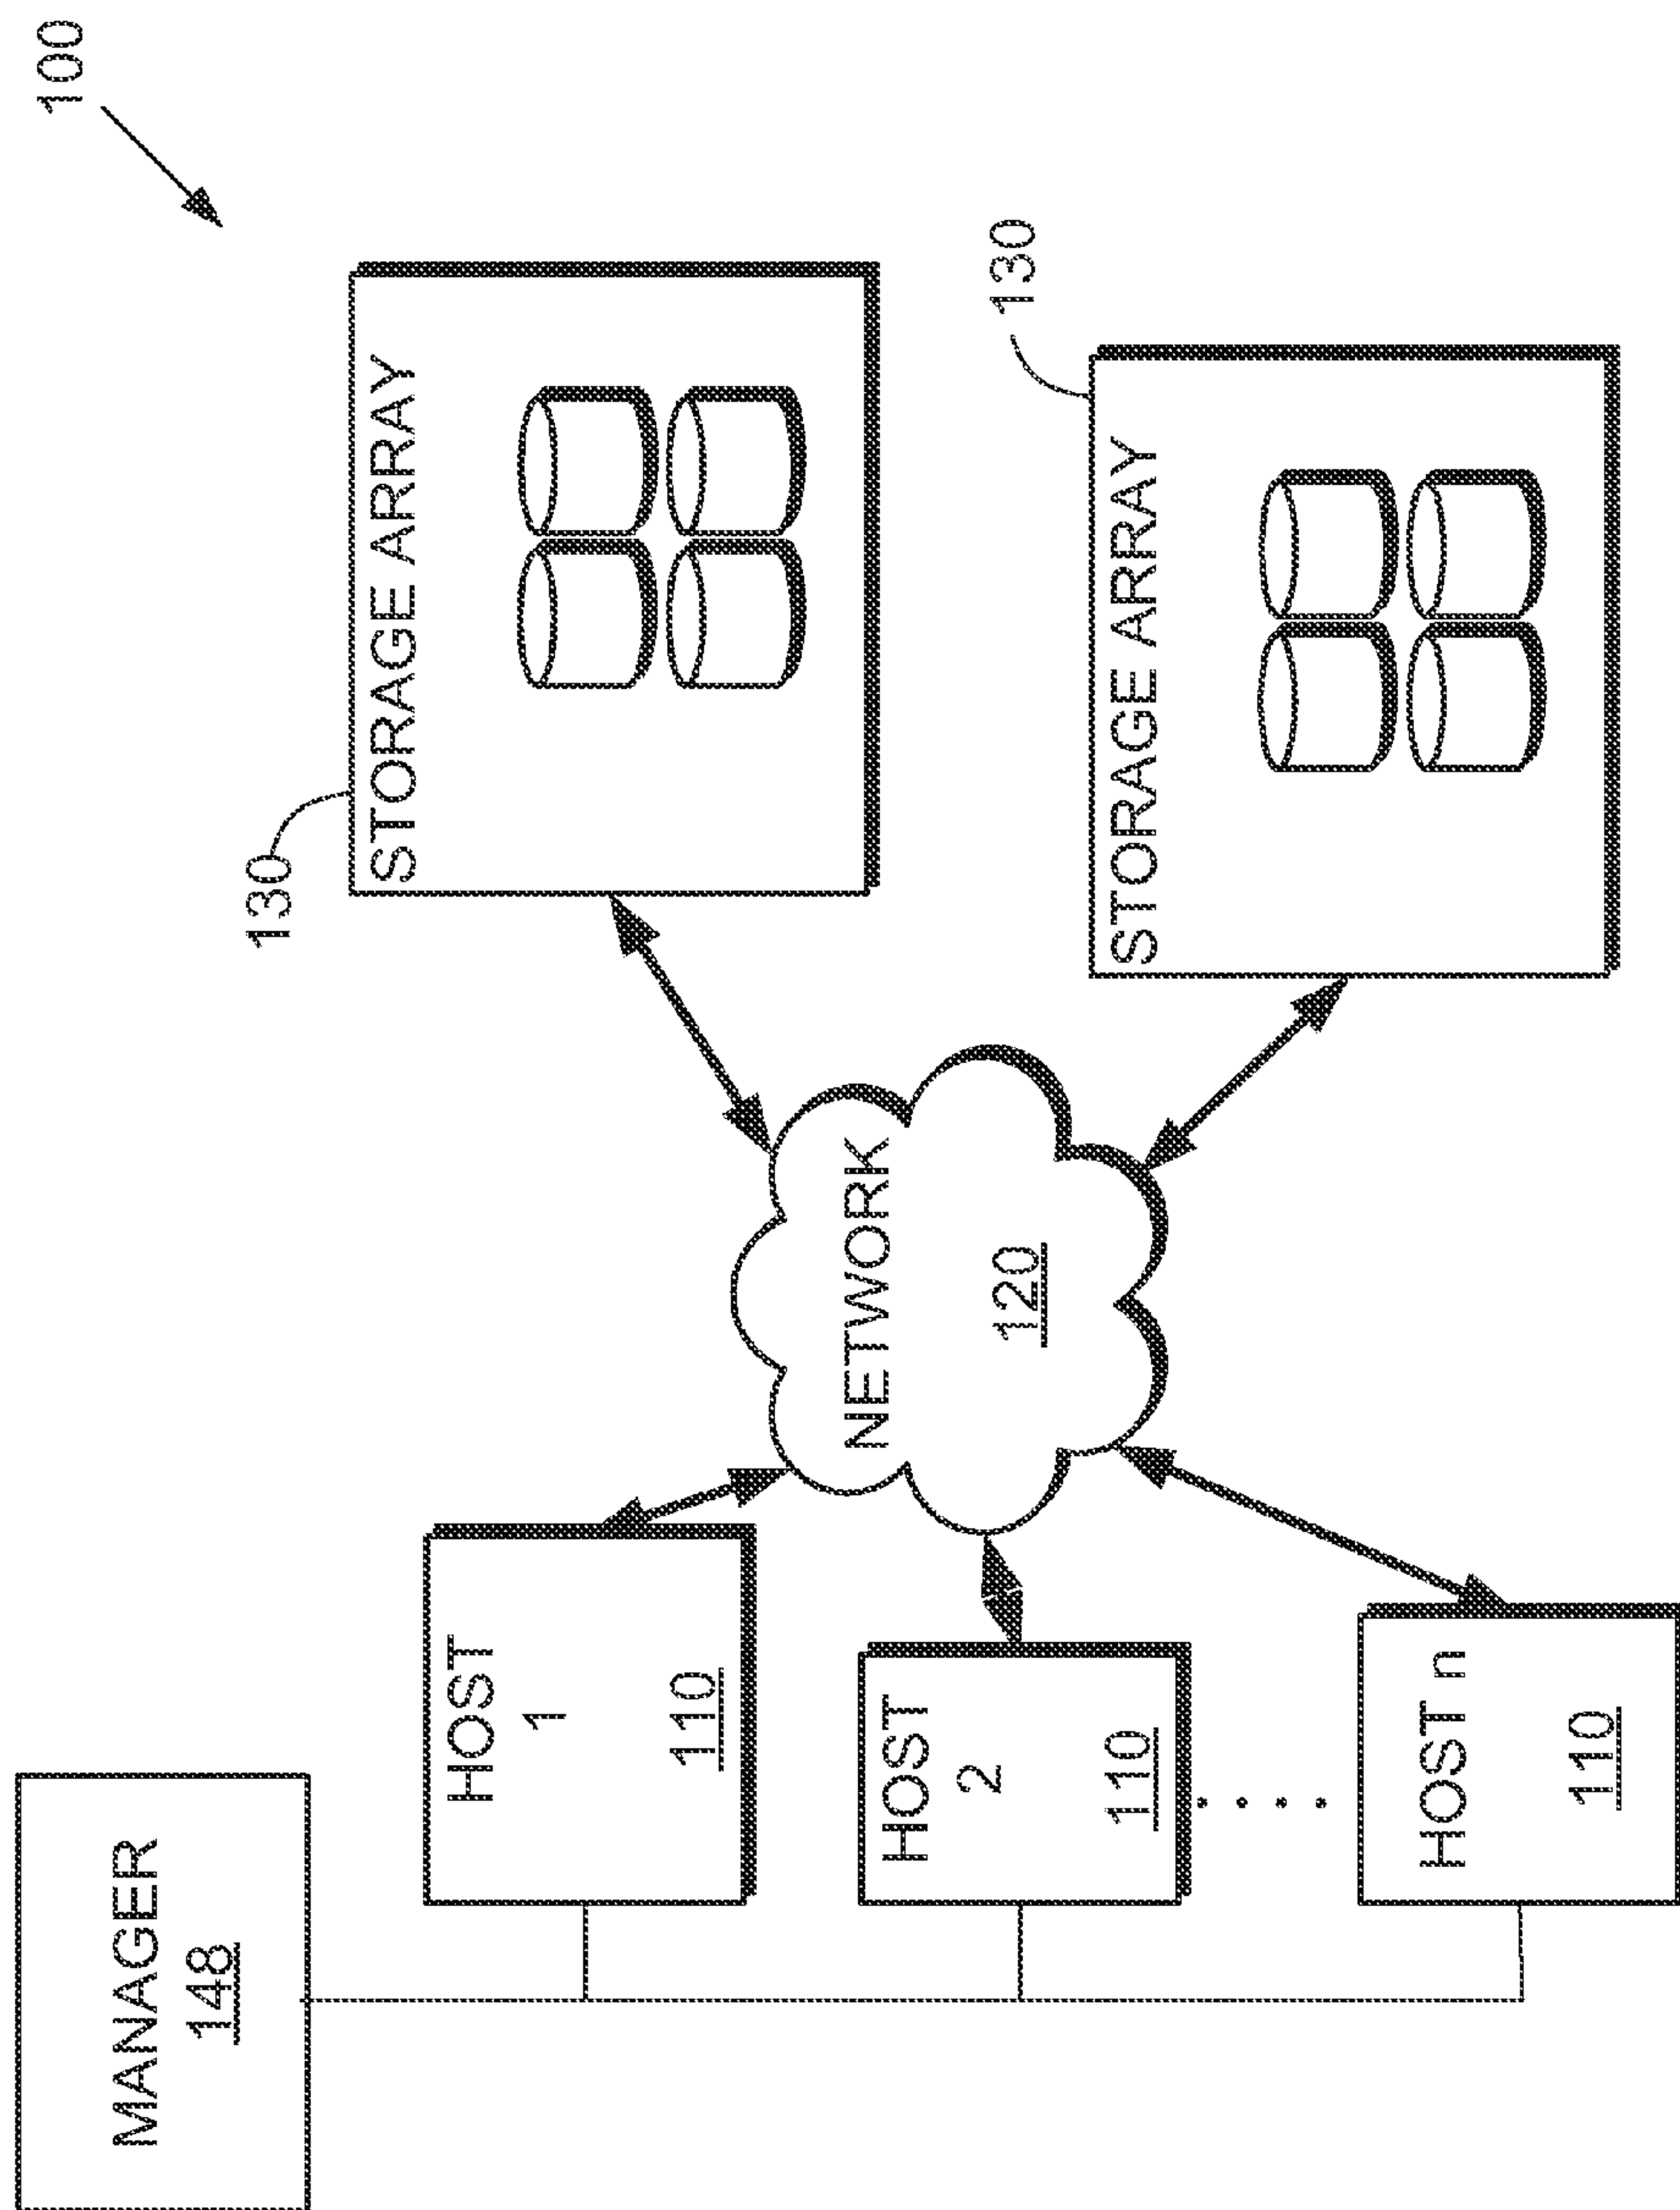 100
MANAGER
148
HOST
1
110
HOST
2
110
HOST n
110
NETWORK
120
130
STORAGE ARRAY
130
STORAGE ARRAY